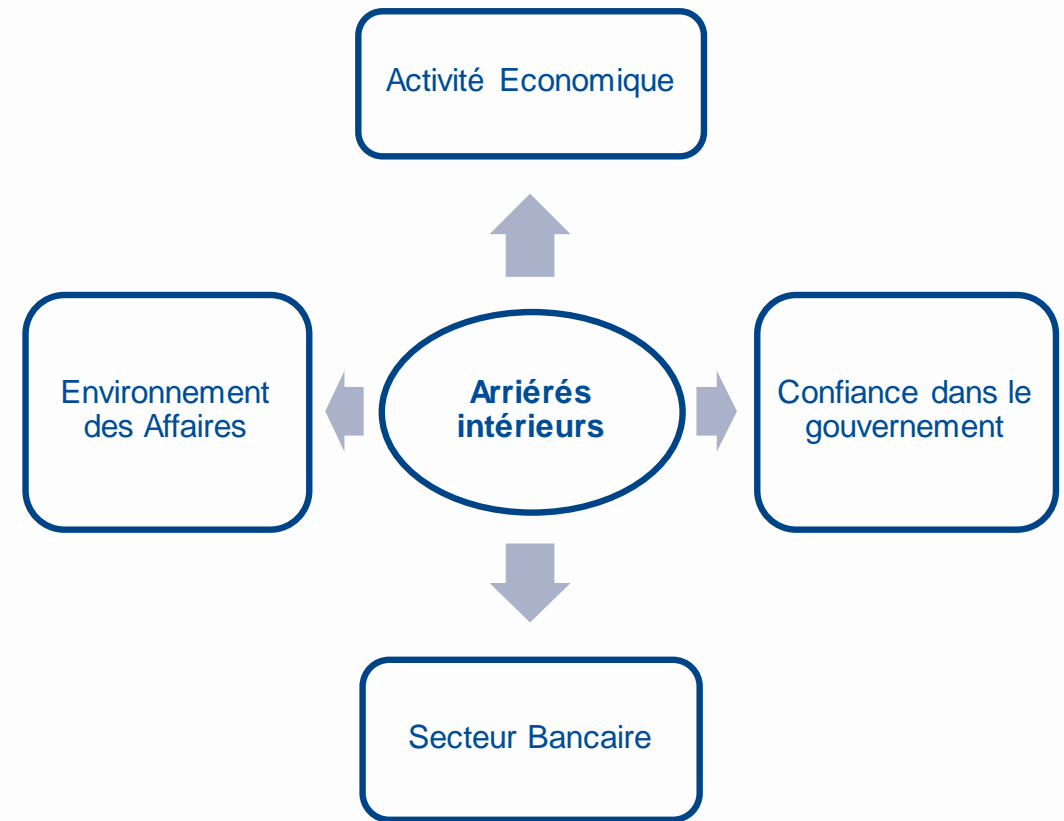 Activité Economique
Environnement
des Affaires
Arriérés
intérieurs
Confiance dans le
gouvernement
Secteur Bancaire